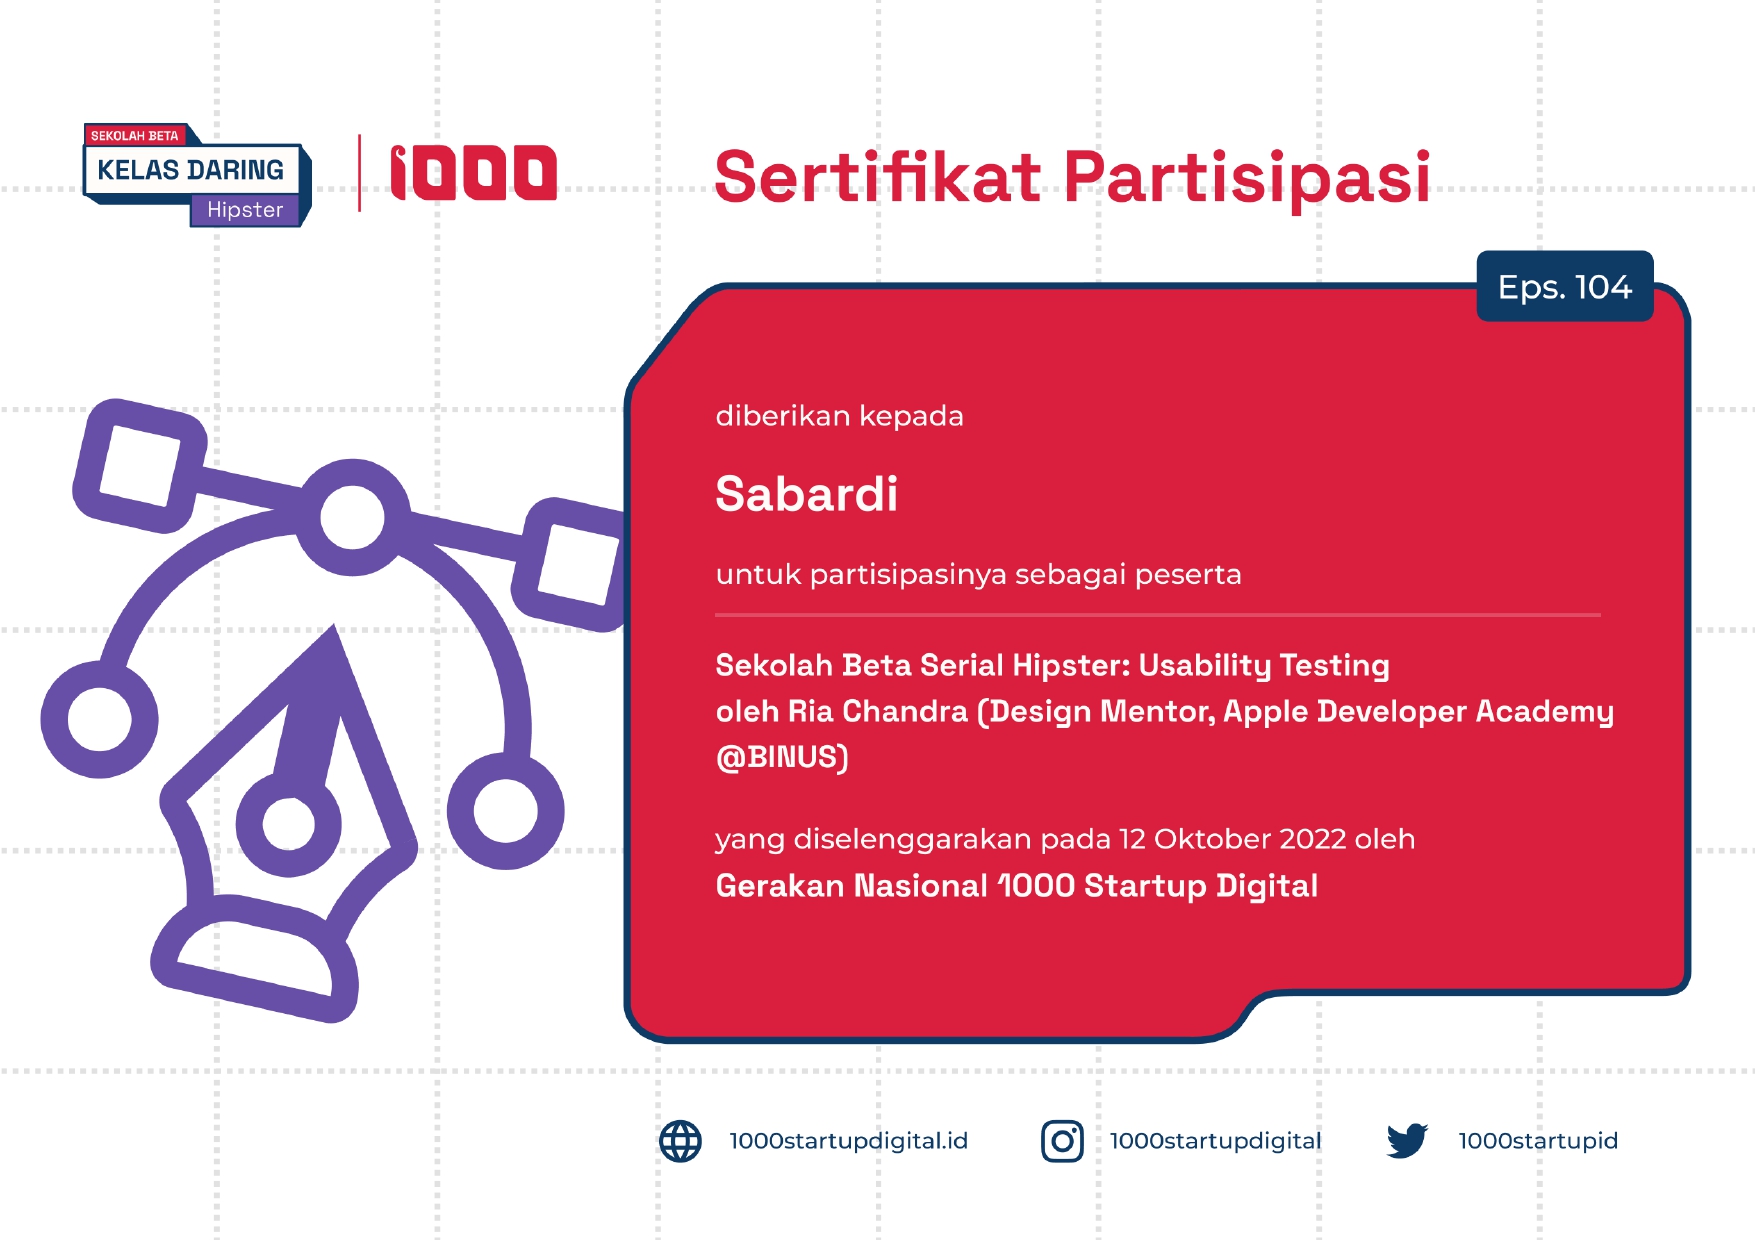 SEKOLAH BETA
KELAS DARING
Hipster
1000
Sertifikat Partisipasi
Eps. 104
diberikan kepada
Sabardi
untuk partisipasinya sebagai peserta
Sekolah Beta Serial Hipster: Usability Testing
oleh Ria Chandra (Design Mentor, Apple Developer Academy
@BINUS)
yang diselenggarakan pada 12 Oktober 2022 oleh
Gerakan Nasional 1000 Startup Digital
1000startupdigital.id
1000startupdigital
1000startupid